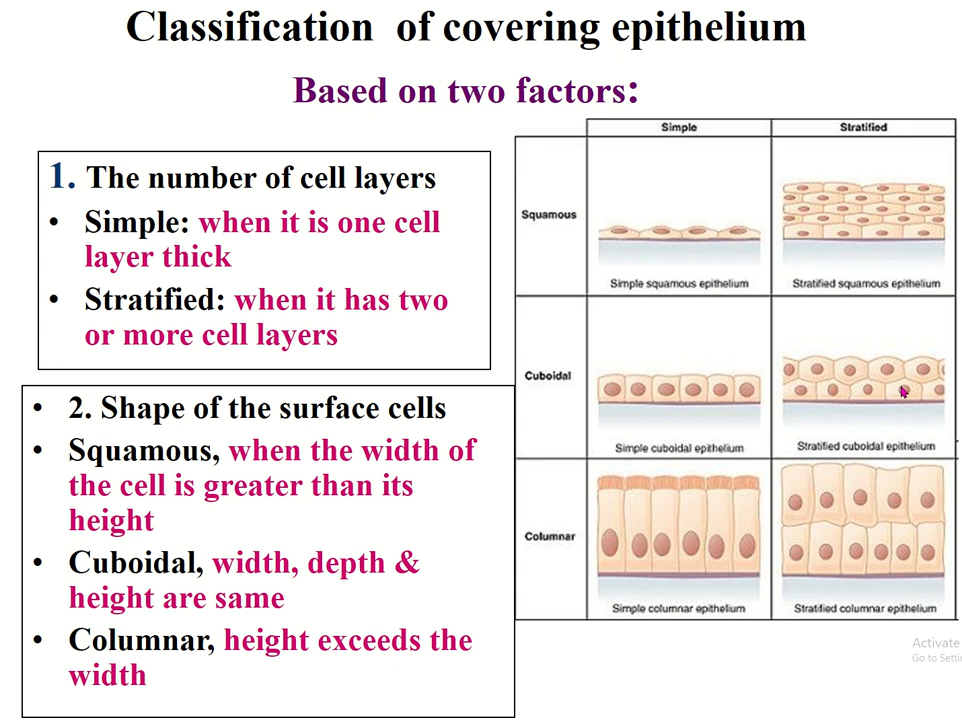 Classification of covering epithelium
Based on two factors:
1. The number of cell layers
• Simple: when it is one cell
layer thick
• Stratified: when it has two
or more cell layers
• 2. Shape of the surface cells
• Squamous, when the width of
the cell is greater than its
height
• Cuboidal, width, depth &
height are same
• Columnar, height exceeds the
width
Simple Stratified
Squamous
Simple squamous epithelium Stratified squamous epithelium
Cuboidal
Simple cuboidal epithelium Stratified cuboidal epithelium
Columnar
Simple columnar epithelium Stratified columnar epithelium
Activate
Go to Setti